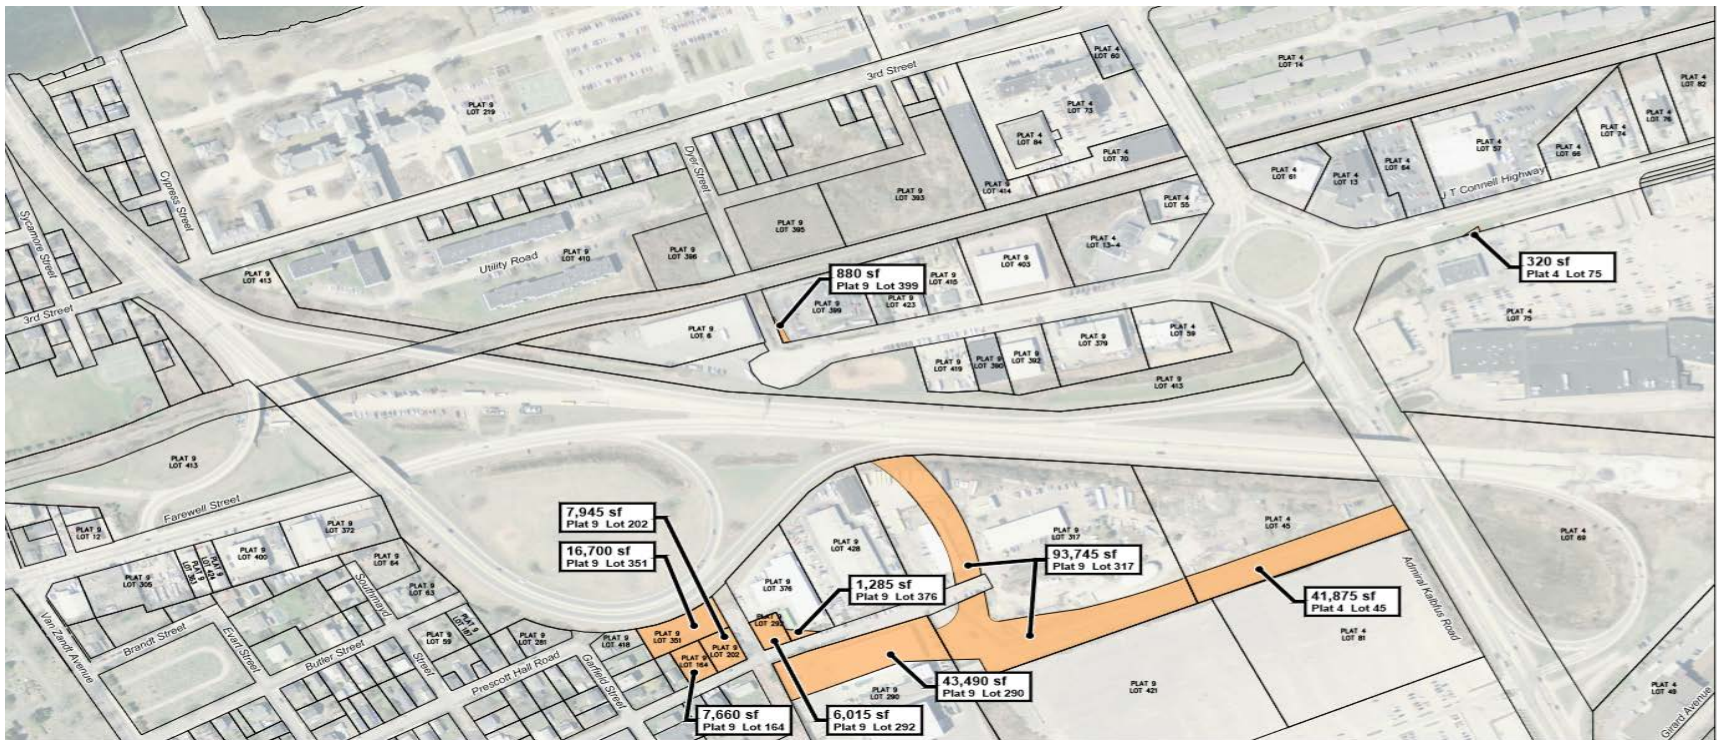 PLAT 9
LOT 219
3rd Street
PLAT 4
LOT 60
PLAT 4
LOT 73
PLAT 4
LOT 84
PLAT 4
LOT 70
PLAT 9
LOT 414
PLAT 4
LOT 14
PLAT 4
LOT 82
PLAT 4
LOT 76
PLAT 4
LOT 74
PLAT 4
LOT 66
PLAT 4
LOT 57
PLAT 4
LOT 64
PLAT 4
LOT 13
PLAT 4
LOT 61
J T Connell Highway
Cypress Street
Sycamore Street
3rd Street
Dyer Street
Utility Road
PLAT 9
LOT 413
PLAT 9
LOT 410
PLAT 9
LOT 396
PLAT 9
LOT 395
PLAT 9
LOT 393
PLAT 4
LOT 55
PLAT 4
LOT 13-4
PLAT 9
LOT 403
PLAT 9
LOT 415
PLAT 9
LOT 423
PLAT 9
LOT 399
880 sf
Plat 9 Lot 399
320 sf
Plat 4 Lot 75
PLAT 4
LOT 75
PLAT 9
LOT 6
PLAT 9
LOT 419
PLAT 9
LOT 390
PLAT 9
LOT 392
PLAT 9
LOT 379
PLAT 4
LOT 59
PLAT 9
LOT 413
PLAT 9
LOT 413
Farewell Street
PLAT 9
LOT 12
PLAT 9
LOT 305
PLAT 9
LOT 400
PLAT 9
LOT 372
PLAT 9
LOT 64
PLAT 9
LOT 63
Southmayd
Street
Van Zandt Avenue
Brandt Street
Evarts Street
Butler Street
PLAT 9
LOT 59
PLAT 9
LOT 187
PLAT 9
LOT 281
Prescott Hall Road
Garfield Street
PLAT 9
LOT 418
7,945 sf
Plat 9 Lot 202
16,700 sf
Plat 9 Lot 351
PLAT 9
LOT 351
PLAT 9
LOT 202
PLAT 9
LOT 164
7,660 sf
Plat 9 Lot 164
6,015 sf
Plat 9 Lot 292
PLAT 9
LOT 292
PLAT 9
LOT 376
PLAT 9
LOT 428
1,285 sf
Plat 9 Lot 376
PLAT 9
LOT 317
93,745 sf
Plat 9 Lot 317
PLAT 4
LOT 45
41,875 sf
Plat 4 Lot 45
43,490 sf
Plat 9 Lot 290
PLAT 9
LOT 290
PLAT 9
LOT 421
PLAT 4
LOT 81
Admiral Kalbfus Road
PLAT 4
LOT 69
PLAT 4
LOT 49
Girard Avenue